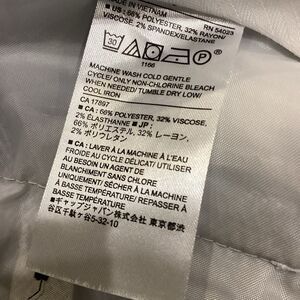 MADE IN VIETNAM
■ US : 66% POLYESTER, 32% RAYON/ RN 54023
VISCOSE, 2% SPANDEX/ELASTANE
30
P
1166
MACHINE WASH COLD GENTLE
CYCLE/ ONLY NON-CHLORINE BLEACH
WHEN NEEDED/ TUMBLE DRY LOW/
COOL IRON
CA 17897
■ CA : 66% POLYESTER, 32% VISCOSE,
2% ÉLASTHANNE ■ JP :
66% ポリエステル, 32% レーヨン,
2% ポリウレタン
■ CA : LAVER À LA MACHINE À L'EAU
FROIDE AU CYCLE DÉLICAT/ UTILISER
AU BESOIN UN AGENT DE
BLANCHIMENT SANS CHLORE
UNIQUEMENT/ SÉCHER EN MACHINE À
BASSE TEMPÉRATURE/ REPASSER À
BASSE TEMPÉRATURE/
■ギャップジャパン株式会社 東京都渋
谷区千駄ヶ谷5-32-10